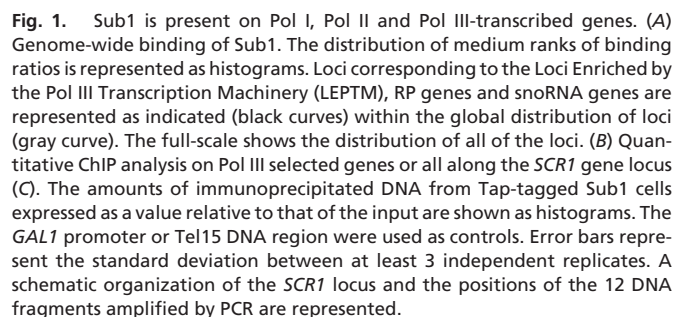 Fig. 1. Sub1 is present on Pol I, Pol II and Pol III-transcribed genes. (A)
Genome-wide binding of Sub1. The distribution of medium ranks of binding
ratios is represented as histograms. Loci corresponding to the Loci Enriched by
the Pol III Transcription Machinery (LEPTM), RP genes and snoRNA genes are
represented as indicated (black curves) within the global distribution of loci
(gray curve). The full-scale shows the distribution of all of the loci. (B) Quan-
titative ChIP analysis on Pol III selected genes or all along the SCR1 gene locus
(C). The amounts of immunoprecipitated DNA from Tap-tagged Sub1 cells
expressed as a value relative to that of the input are shown as histograms. The
GAL1 promoter or Tel15 DNA region were used as controls. Error bars repre-
sent the standard deviation between at least 3 independent replicates. A
schematic organization of the SCR1 locus and the positions of the 12 DNA
fragments amplified by PCR are represented.